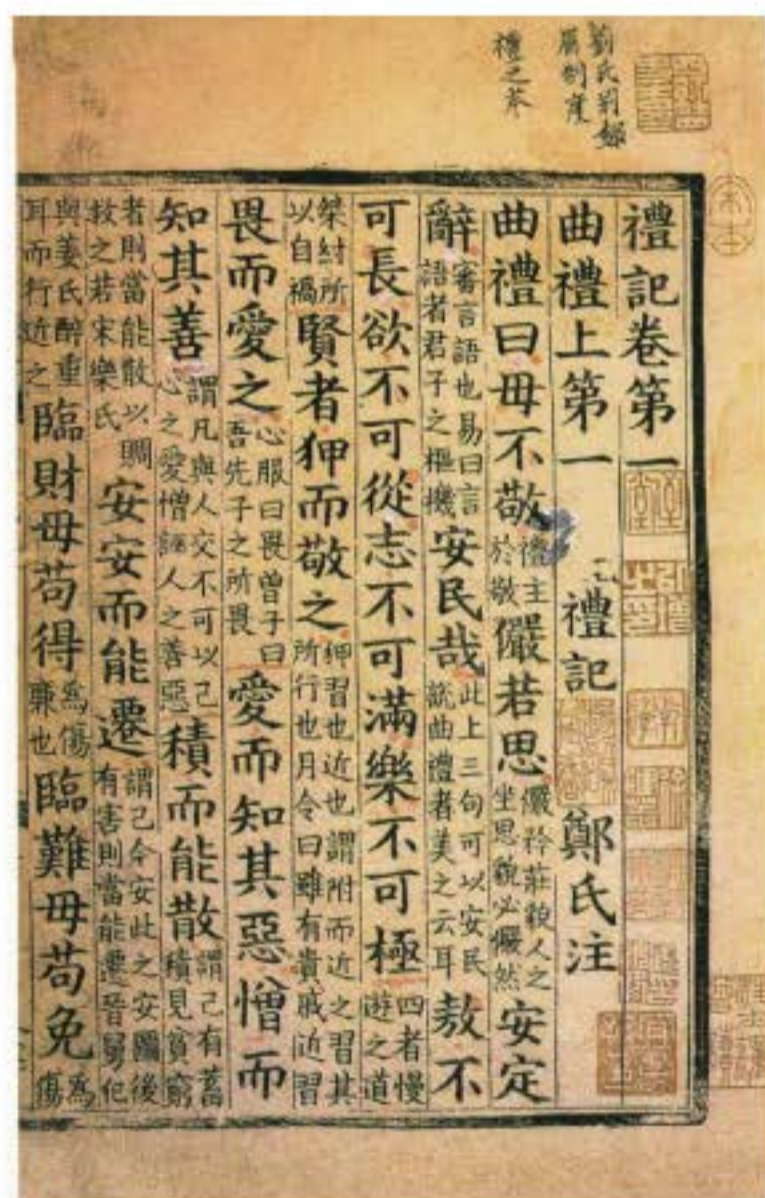 劉氏別録
屬制度
禮之
禮記卷第一
曲禮上第一 禮記 鄭氏注
曲禮曰毋不敬禮主於敬儼若思儼矜莊貌人之坐思貌必儼然安定
辭審言語也易曰言語者君子之樞機安民哉此上三句可以安民說曲禮者美之云耳敖不
可長欲不可從志不可滿樂不可極四者慢遊之道
桀紂所以自禍賢者狎而敬之狎習也近也謂附而近之習其所行也月令曰雖有貴戚近習
畏而愛之心服曰畏曾子曰吾先子之所畏愛而知其惡憎而
知其善謂凡與人交不可以己心之愛憎誣人之善惡積而能散謂己有蓄積見貧窮
者則當能散以賙救之若宋樂氏安安而能遷謂己今安此之安圖後有害則當能遷晉舅犯
與姜氏醉重耳而行近之臨財毋苟得爲傷廉也臨難毋苟免爲傷